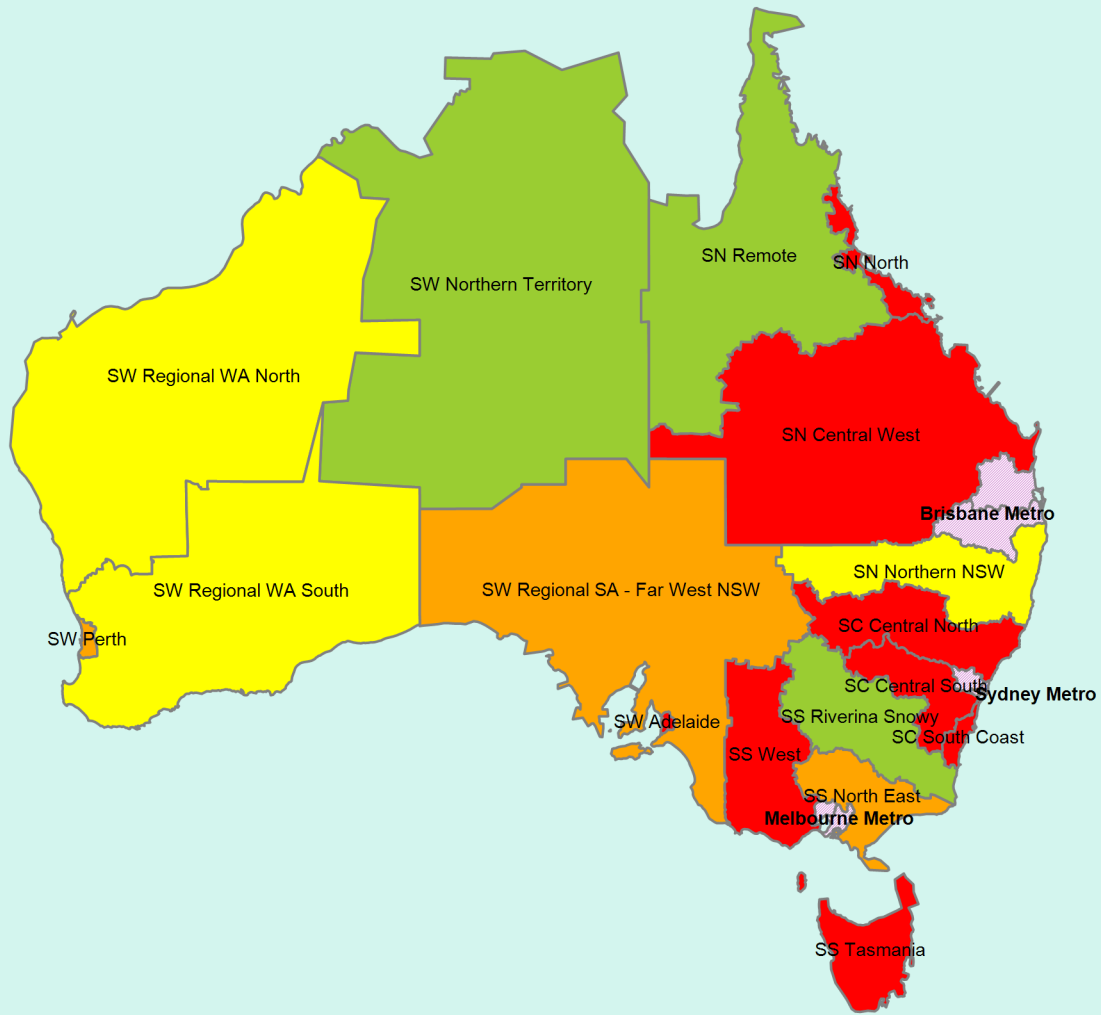 SN Remote
SN North
SW Northern Territory
SW Regional WA North
SN Central West
Brisbane Metro
SN Northern NSW
SW Regional WA South
SW Regional SA - Far West NSW
SC Central North
SW Perth
SC Central South
Sydney Metro
SS Riverina Snowy
SW Adelaide
SC South Coast
SS West
SS North East
Melbourne Metro
SS Tasmania